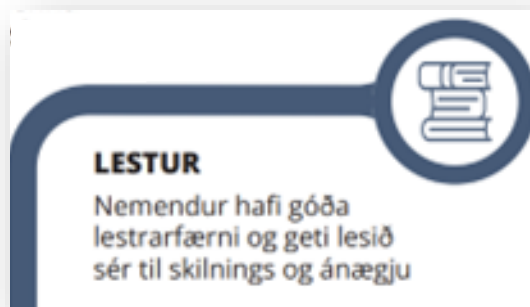 LESTUR
Nemendur hafi góða
lestrarfærni og geti lesið
sér til skilnings og ánægju